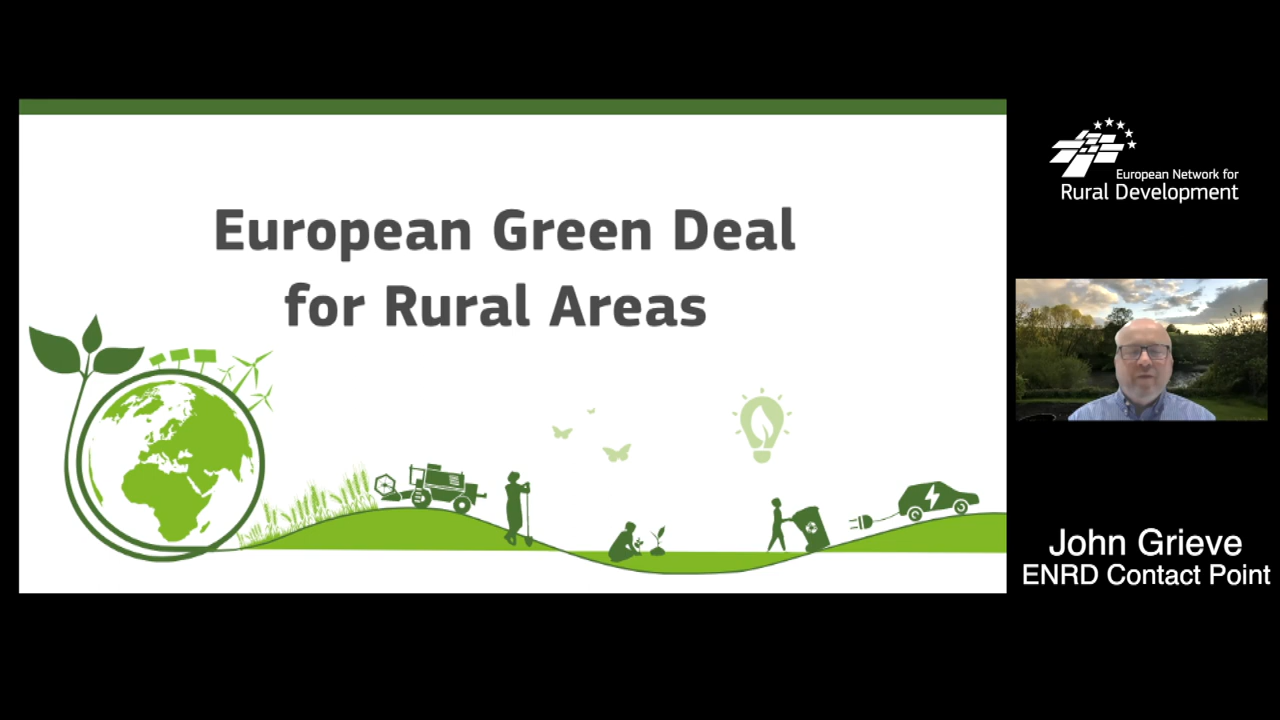 European Green Deal
for Rural Areas
European Network for
Rural Development
John Grieve
ENRD Contact Point